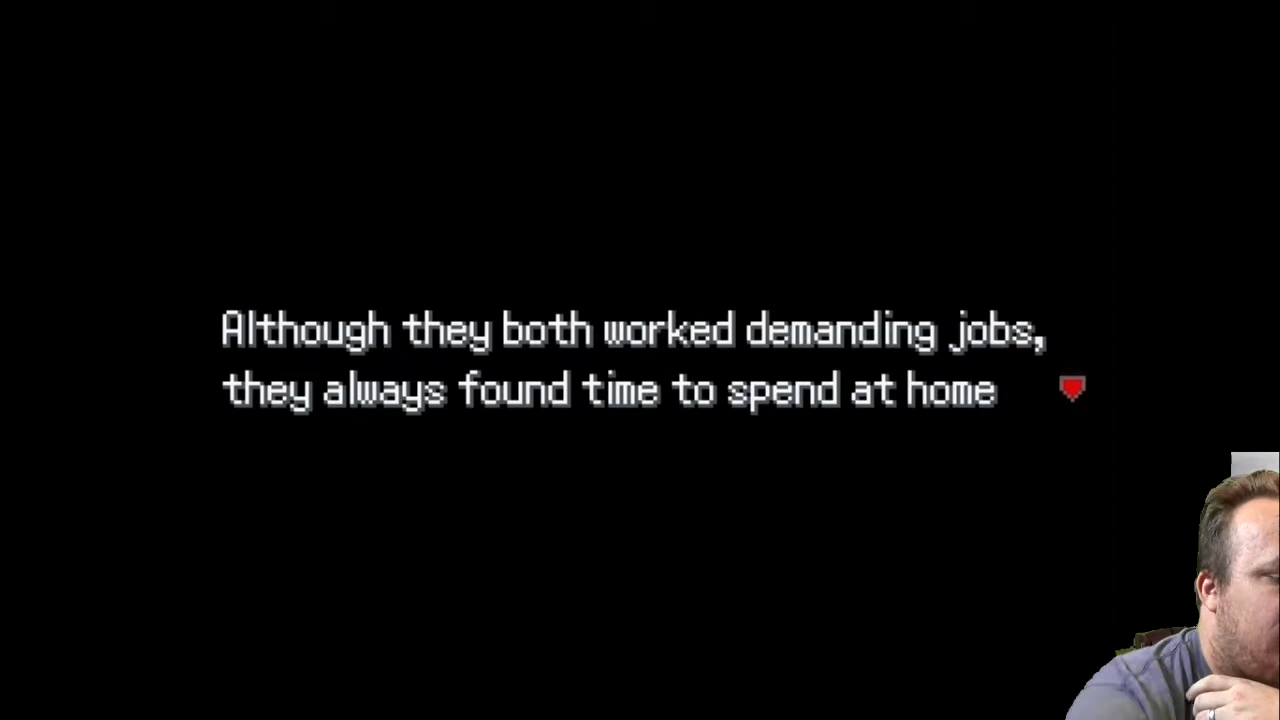 Although they both worked demanding jobs,
they always found time to spend at home